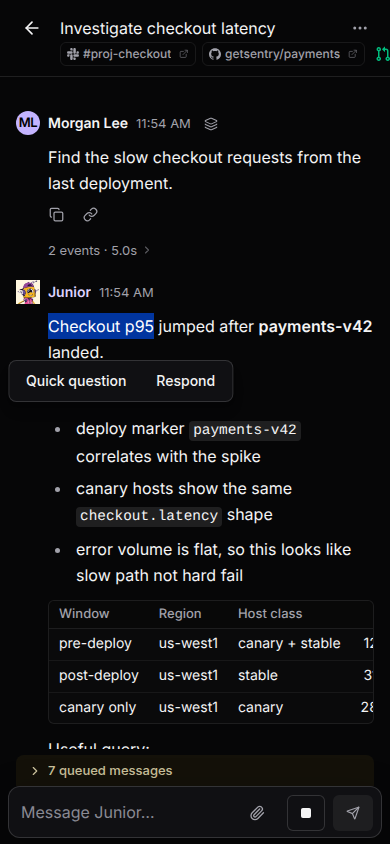 Investigate checkout latency
#proj-checkout getsentry/payments
ML Morgan Lee 11:54 AM
Find the slow checkout requests from the
last deployment.
2 events · 5.0s
Junior 11:54 AM
Checkout p95 jumped after payments-v42
landed.
Quick question Respond
deploy marker payments-v42
correlates with the spike
canary hosts show the same
checkout.latency shape
error volume is flat, so this looks like
slow path not hard fail
Window Region Host class
pre-deploy us-west1 canary + stable 12
post-deploy us-west1 stable
canary only us-west1 canary 28
Useful query:
7 queued messages
Message Junior...